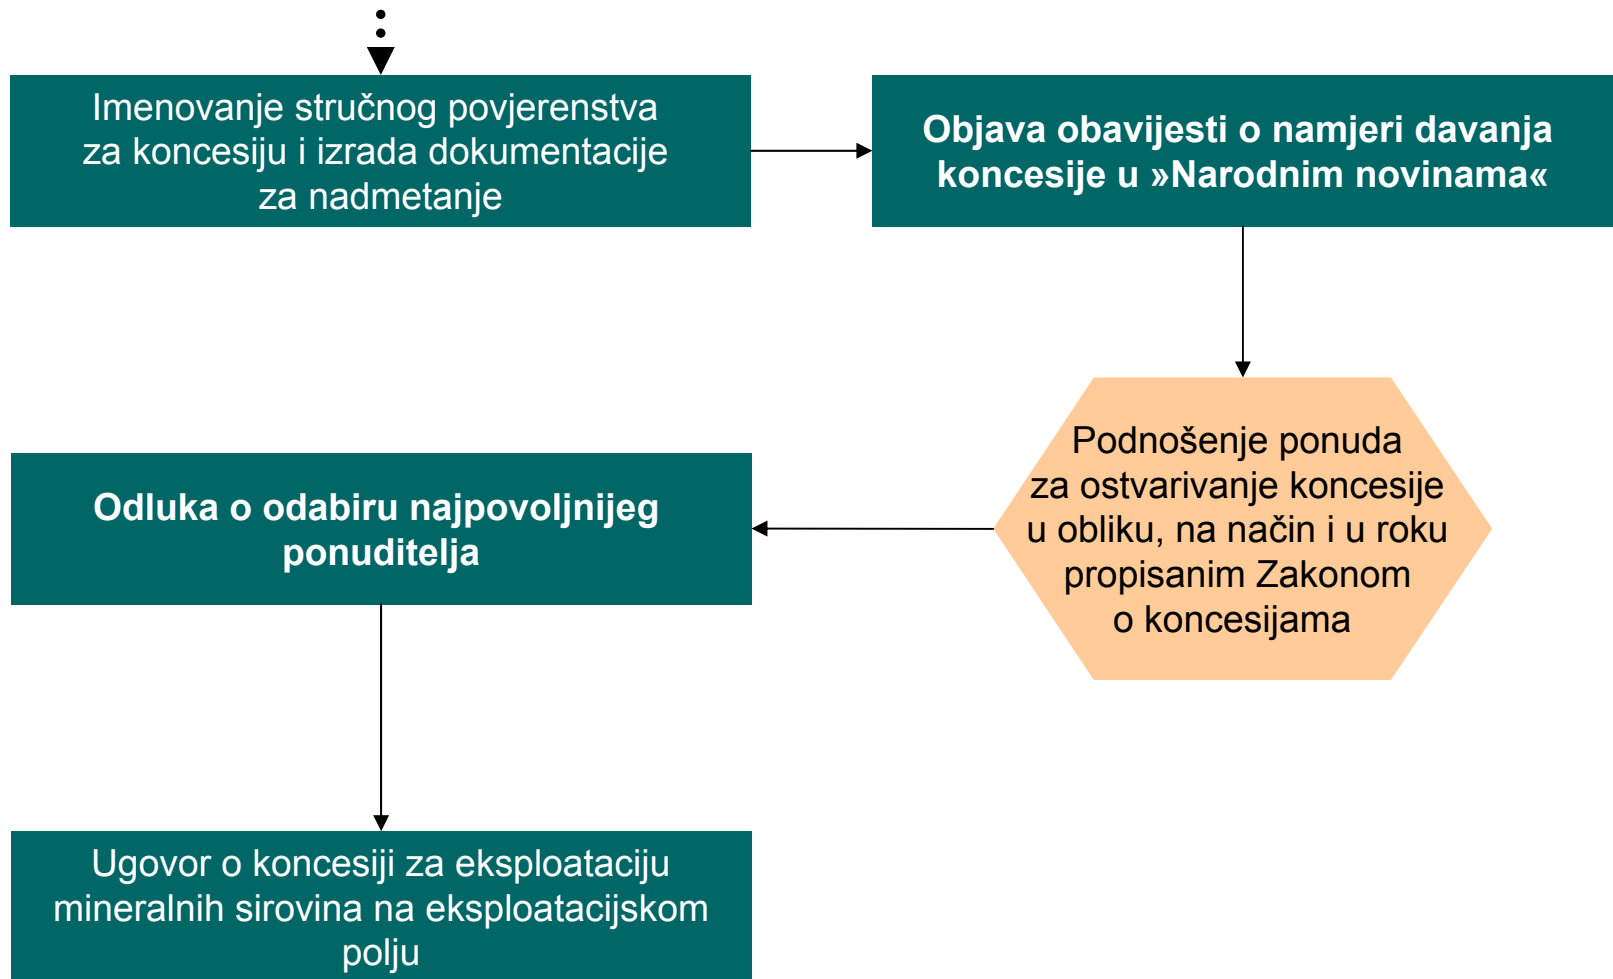 Imenovanje stručnog povjerenstva
za koncesiju i izrada dokumentacije
za nadmetanje
Objava obavijesti o namjeri davanja
koncesije u »Narodnim novinama«
Podnošenje ponuda
za ostvarivanje koncesije
u obliku, na način i u roku
propisanim Zakonom
o koncesijama
Odluka o odabiru najpovoljnijeg
ponuditelja
Ugovor o koncesiji za eksploataciju
mineralnih sirovina na eksploatacijskom
polju